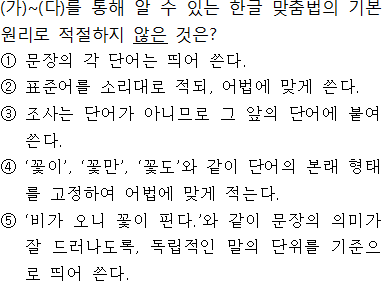 (가)~(다)를 통해 알 수 있는 한글 맞춤법의 기본
원리로 적절하지 않은 것은?
① 문장의 각 단어는 띄어 쓴다.
② 표준어를 소리대로 적되, 어법에 맞게 쓴다.
③ 조사는 단어가 아니므로 그 앞의 단어에 붙여
쓴다.
④ ‘꽃이’, ‘꽃만’, ‘꽃도’와 같이 단어의 본래 형태
를 고정하여 어법에 맞게 적는다.
⑤ ‘비가 오니 꽃이 핀다.’와 같이 문장의 의미가
잘 드러나도록, 독립적인 말의 단위를 기준으
로 띄어 쓴다.